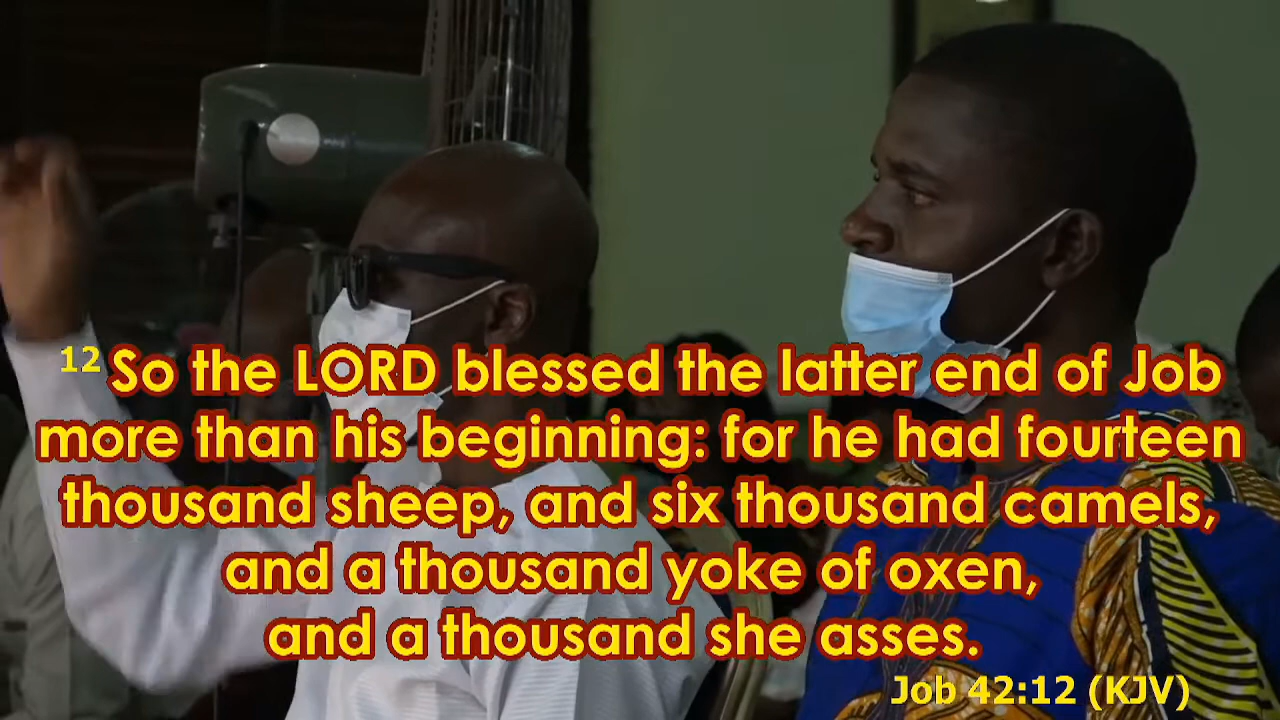 12 So the LORD blessed the latter end of Job
more than his beginning: for he had fourteen
thousand sheep, and six thousand camels,
and a thousand yoke of oxen,
and a thousand she asses.
Job 42:12 (KJV)